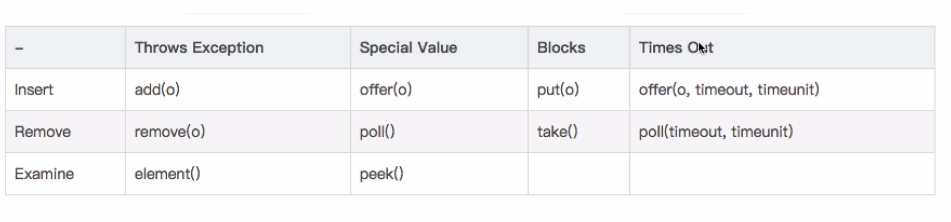 – Throws Exception Special Value Blocks Times Out
Insert add(o) offer(o) put(o) offer(o, timeout, timeunit)
Remove remove(o) poll() take() poll(timeout, timeunit)
Examine element() peek()